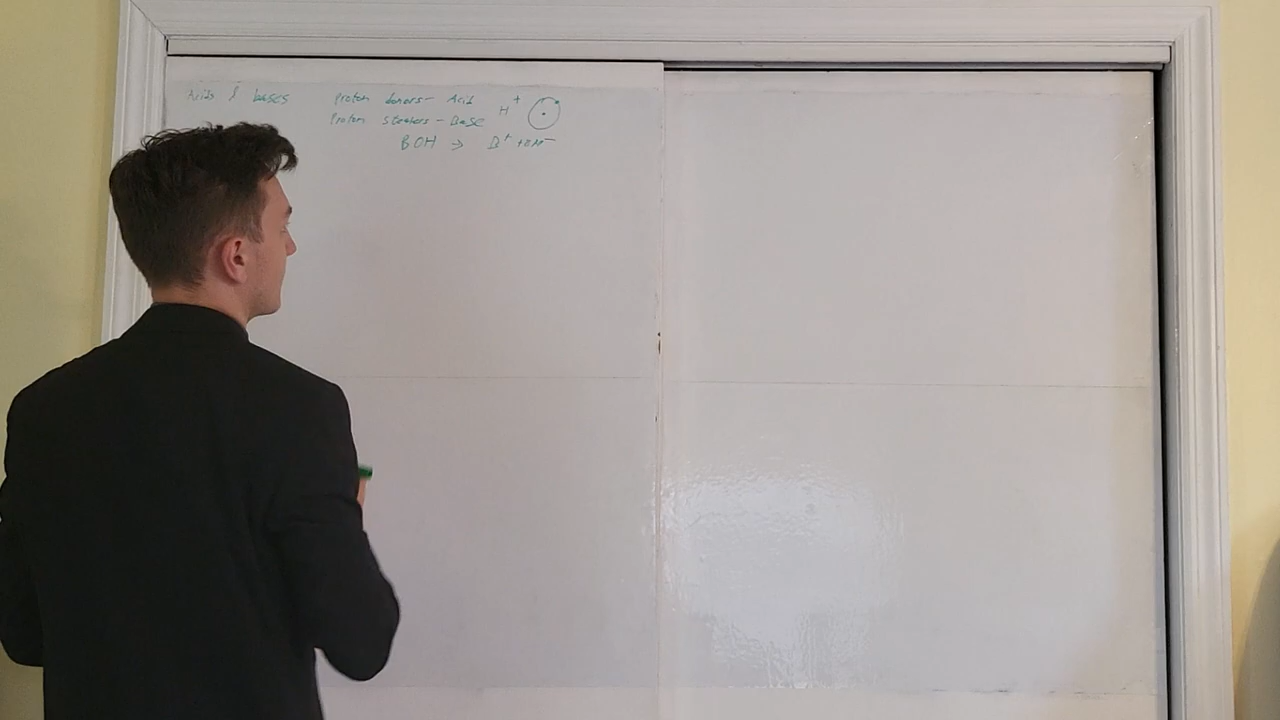 Acids & bases
Proton donors - Acid
H+
Proton stealers - Base
BOH → B+ + OH-